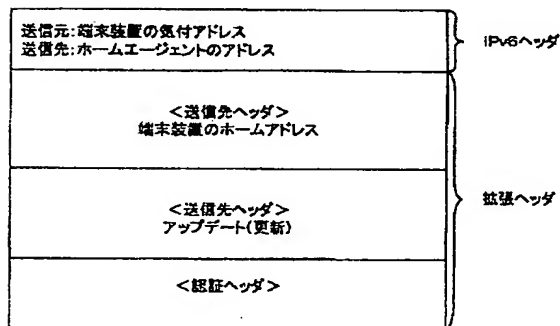 送信元:端末装置の気付アドレス
送信先:ホームエージェントのアドレス
IPv6ヘッダ
<送信先ヘッダ>
端末装置のホームアドレス
<送信先ヘッダ>
アップデート(更新)
拡張ヘッダ
<認証ヘッダ>